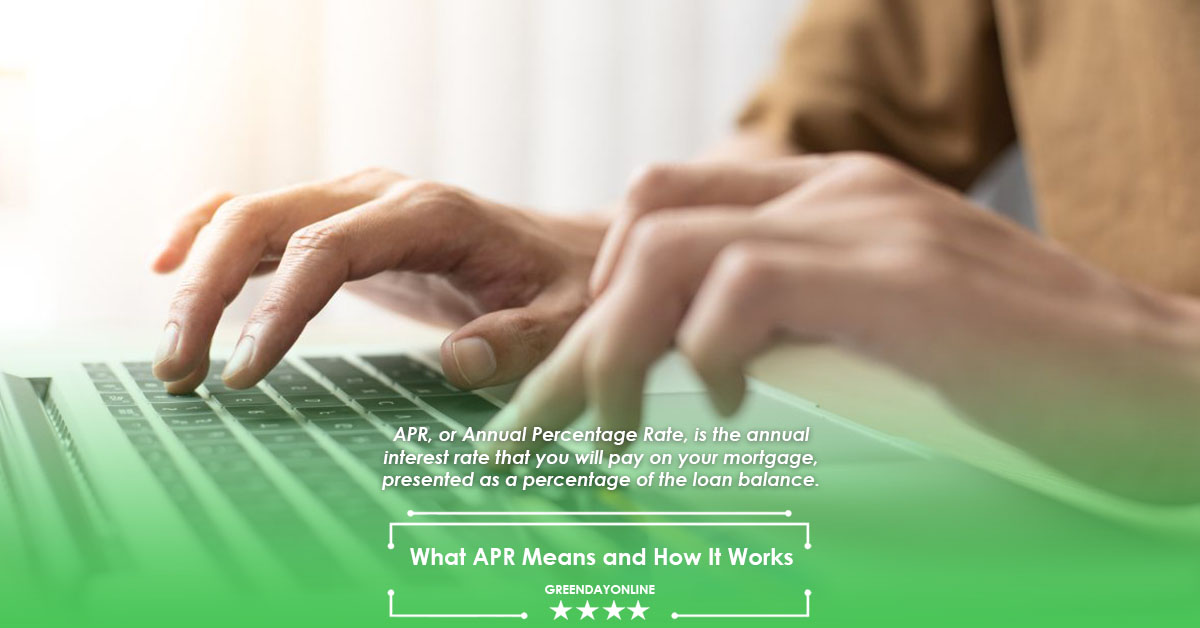 APR, or Annual Percentage Rate, is the annual
interest rate that you will pay on your mortgage,
presented as a percentage of the loan balance.
What APR Means and How It Works
GREENDAYONLINE